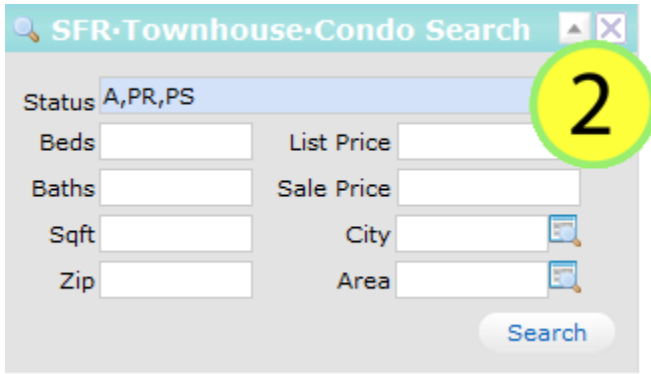 SFR·Townhouse·Condo Search
2
Status A,PR,PS
Beds List Price
Baths Sale Price
Sqft City
Zip Area
Search